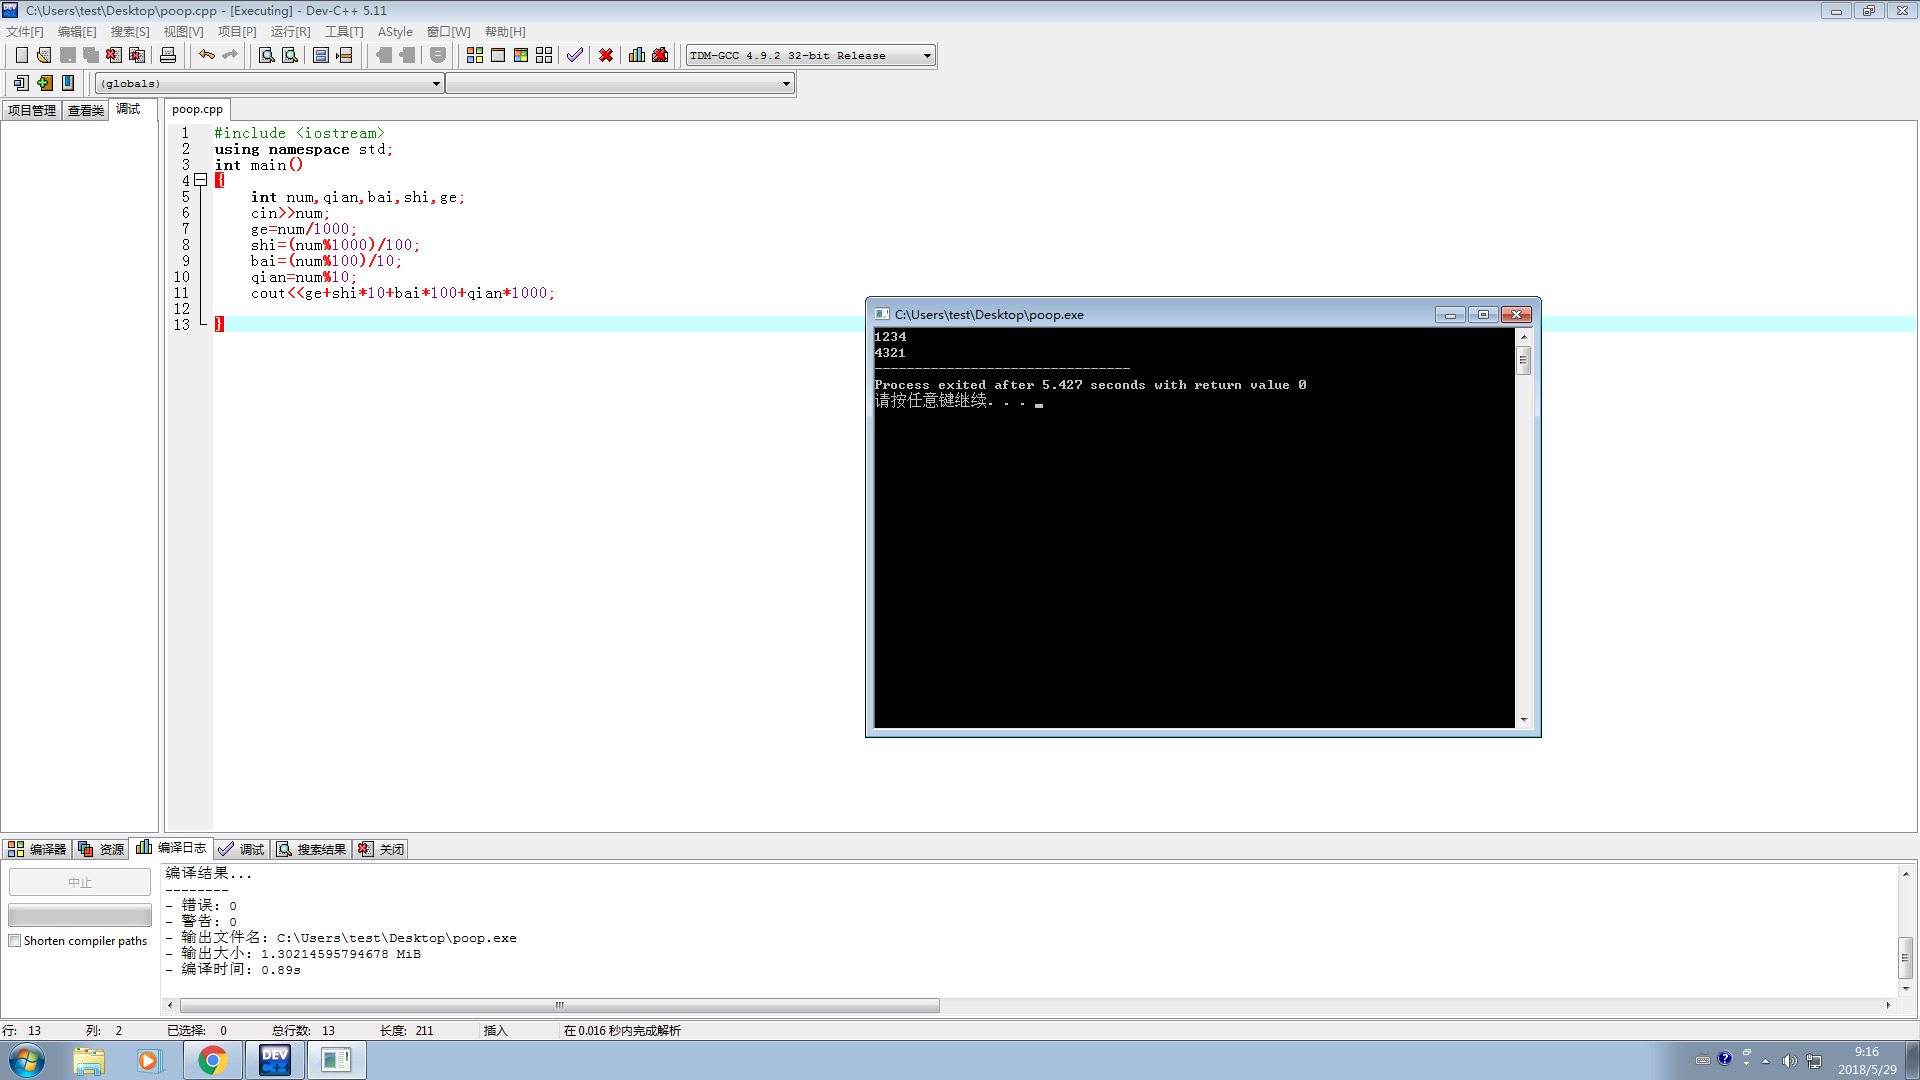 C:\Users\test\Desktop\poop.cpp - [Executing] - Dev-C++ 5.11
文件[F] 编辑[E] 搜索[S] 视图[V] 项目[P] 运行[R] 工具[T] AStyle 窗口[W] 帮助[H]
TDM-GCC 4.9.2 32-bit Release
(globals)
项目管理 查看类 调试 poop.cpp
1 #include <iostream>
2 using namespace std;
3 int main()
4 {
5 int num,qian,bai,shi,ge;
6 cin>>num;
7 ge=num/1000;
8 shi=(num%1000)/100;
9 bai=(num%100)/10;
10 qian=num%10;
11 cout<<ge+shi*10+bai*100+qian*1000;
12
13 }
C:\Users\test\Desktop\poop.exe
1234
4321
--------------------------------
Process exited after 5.427 seconds with return value 0
请按任意键继续. . .
编译器 资源 编译日志 调试 搜索结果 关闭
中止
Shorten compiler paths
编译结果...
--------
- 错误: 0
- 警告: 0
- 输出文件名: C:\Users\test\Desktop\poop.exe
- 输出大小: 1.30214595794678 MiB
- 编译时间: 0.89s
行: 13 列: 2 已选择: 0 总行数: 13 长度: 211 插入 在 0.016 秒内完成解析
DEV C++
9:16
2018/5/29